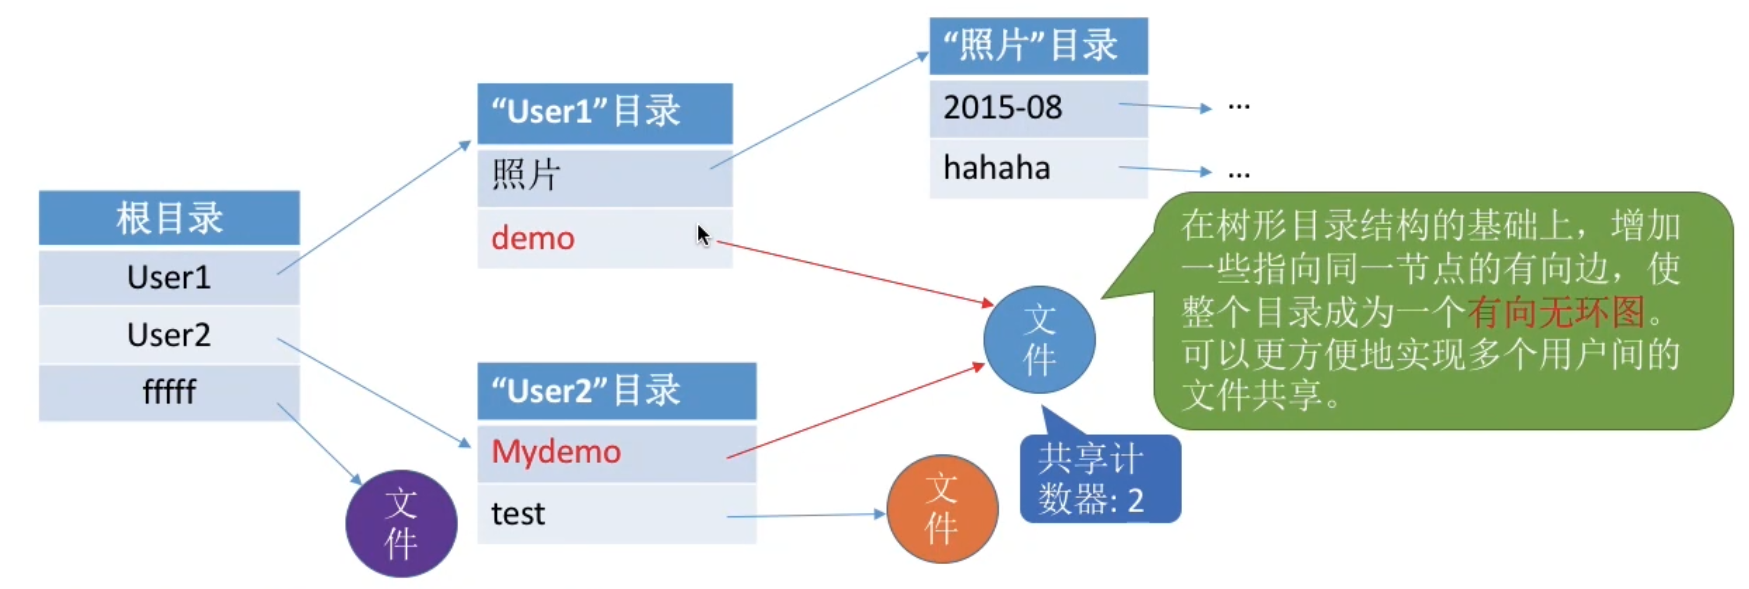 根目录
User1
User2
fffff
文
件
“User1”目录
照片
demo
“User2”目录
Mydemo
test
文
件
“照片”目录
2015-08
...
hahaha
...
文
件
共享计
数器: 2
在树形目录结构的基础上，增加
一些指向同一节点的有向边，使
整个目录成为一个有向无环图。
可以更方便地实现多个用户间的
文件共享。